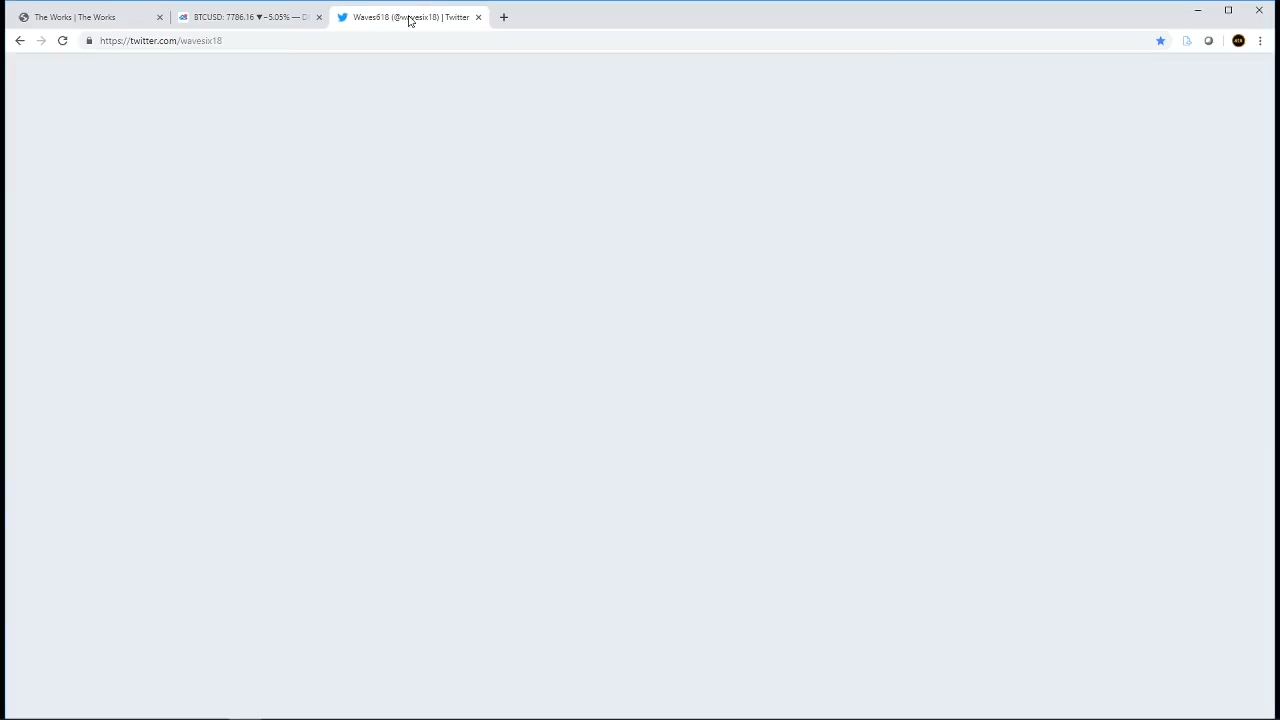 The Works | The Works
BTCUSD: 7786.16 ▼−5.05% — D
Waves618 (@wavesix18) | Twitter
https://twitter.com/wavesix18